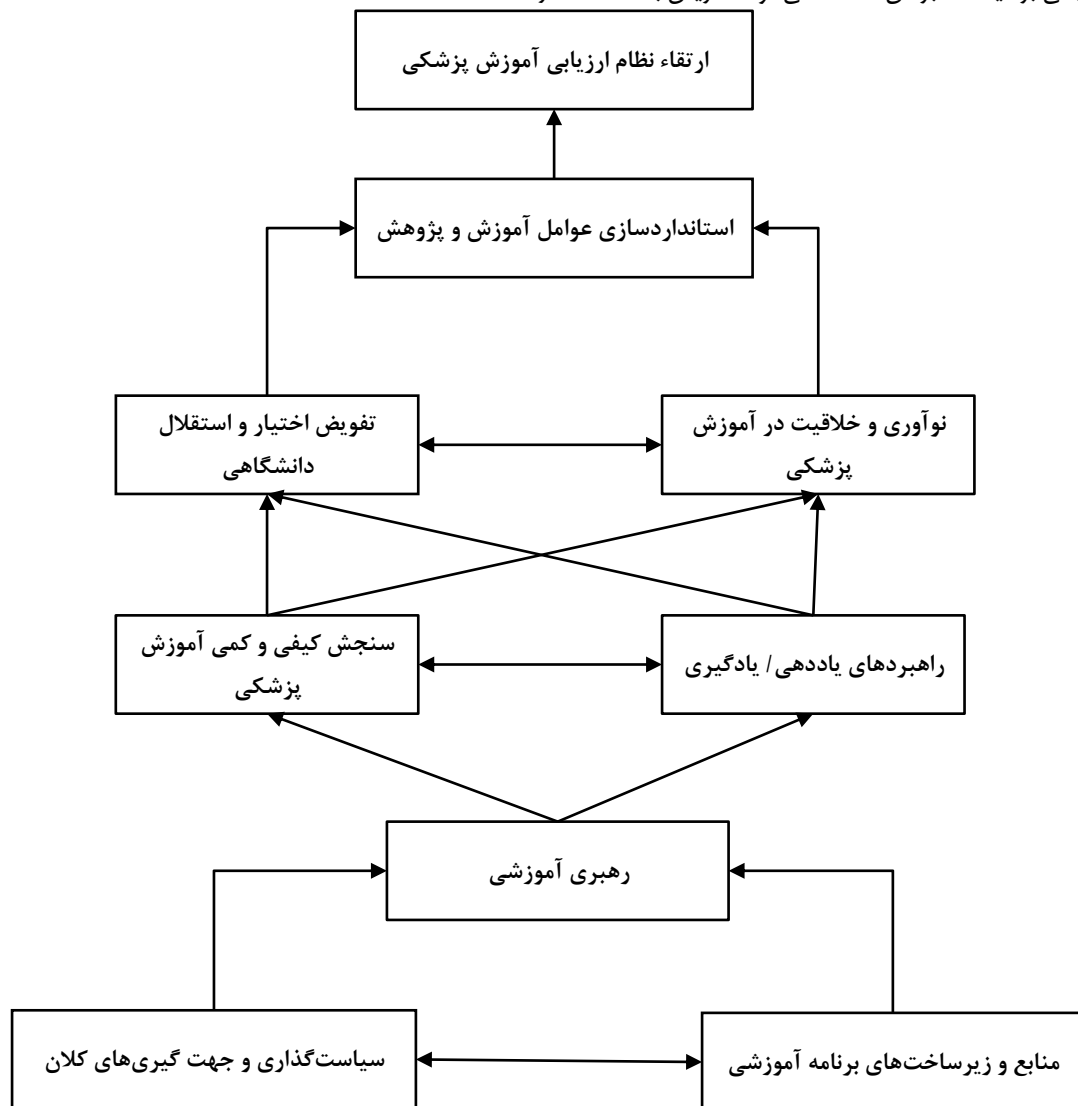 ارتقاء نظام ارزیابی آموزش پزشکی
استانداردسازی عوامل آموزش و پژوهش
نوآوری و خلاقیت در آموزش
پزشکی
تفویض اختیار و استقلال
دانشگاهی
راهبردهای یاددهی/ یادگیری
سنجش کیفی و کمی آموزش
پزشکی
رهبری آموزشی
منابع و زیرساخت‌های برنامه آموزشی
سیاست‌گذاری و جهت گیری‌های کلان